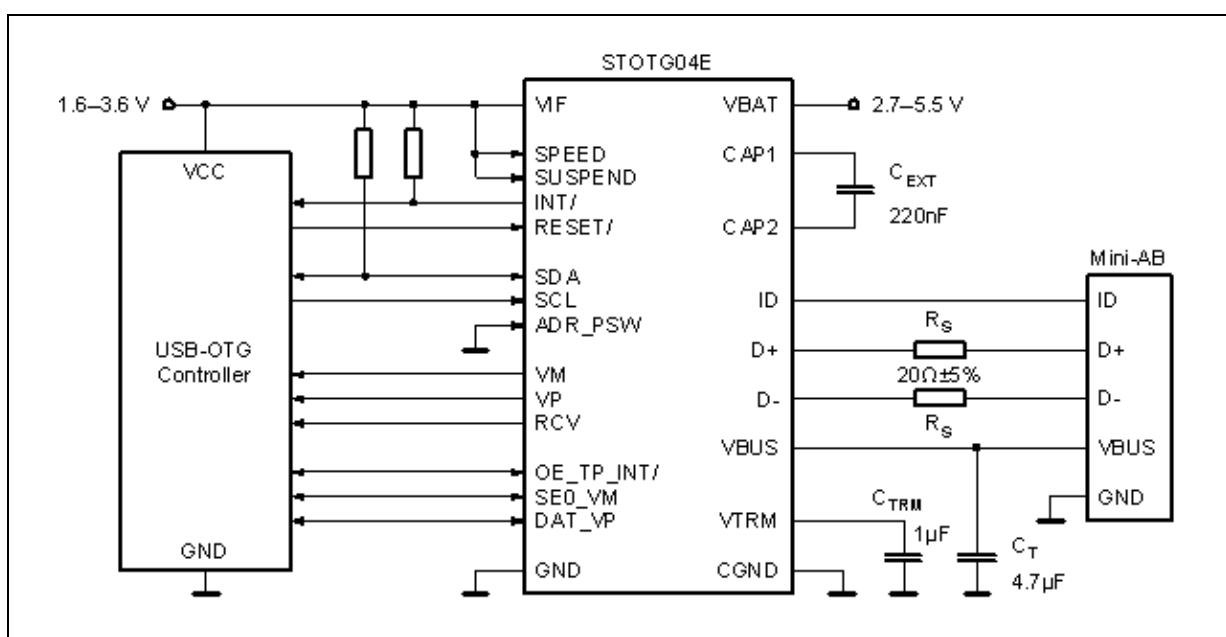 STOTG04E
1.6–3.6 V
VIF
VBAT
2.7–5.5 V
VCC
SPEED
SUSPEND
INT/
RESET/
CAP1
CAP2
C_EXT
220nF
SDA
SCL
ADR_PSW
USB-OTG
Controller
VM
VP
RCV
OE_TP_INT/
SE0_VM
DAT_VP
GND
GND
ID
D+
D-
VBUS
VTRM
CGND
R_S
20Ω±5%
R_S
C_TRM
1µF
C_T
4.7µF
Mini-AB
ID
D+
D-
VBUS
GND